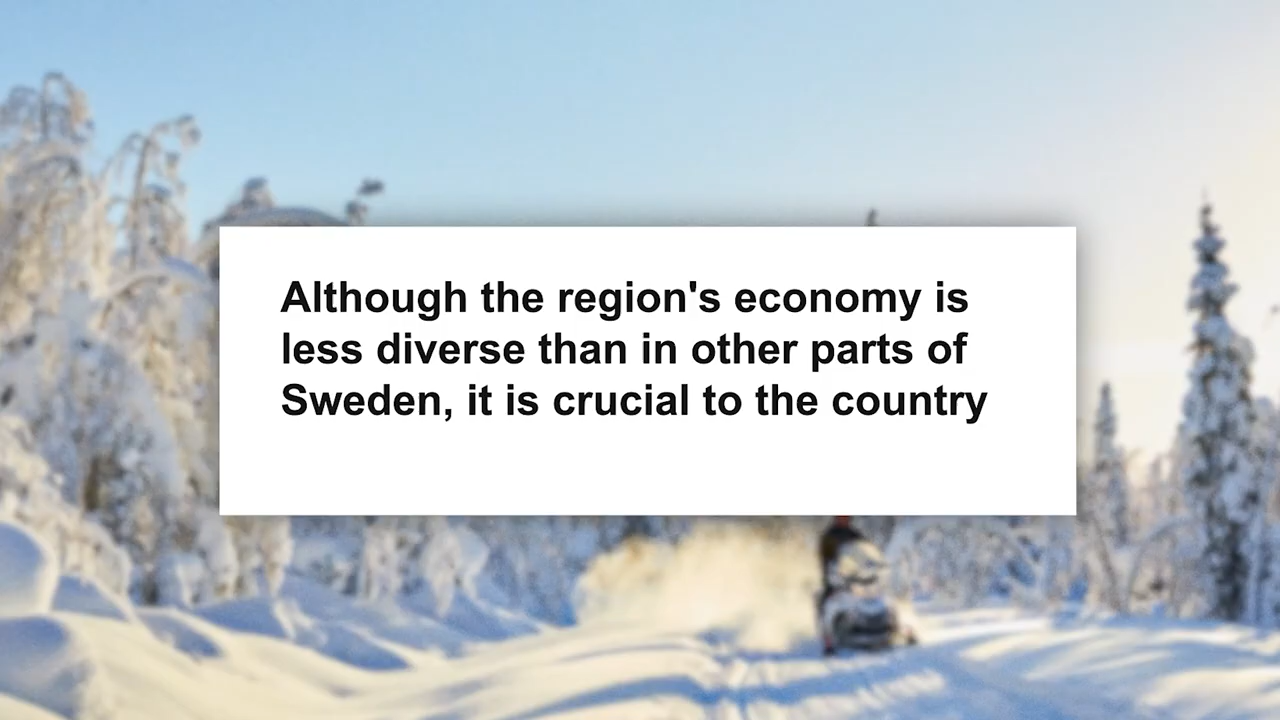 Although the region's economy is
less diverse than in other parts of
Sweden, it is crucial to the country